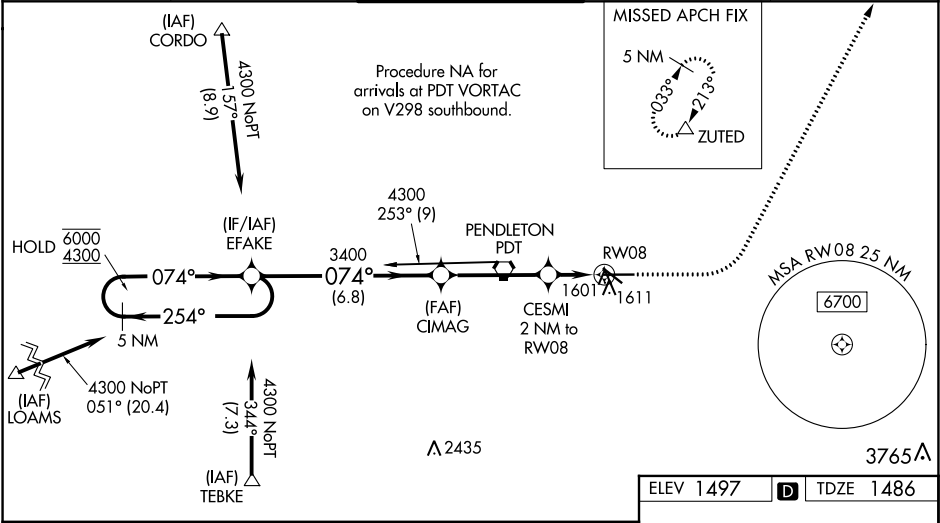 (IAF)
CORDO
4300 NoPT
157°
(8.9)
Procedure NA for
arrivals at PDT VORTAC
on V298 southbound.
MISSED APCH FIX
5 NM
033°
213°
ZUTED
4300
253° (9)
(IF/IAF)
EFAKE
PENDLETON
PDT
HOLD
6000
4300
074°
3400
074°
(6.8)
RW08
1601
1611
MSA RW08 25 NM
6700
254°
5 NM
(FAF)
CIMAG
CESMI
2 NM to
RW08
(IAF)
LOAMS
4300 NoPT
051° (20.4)
4300 NoPT
344°
(7.3)
(IAF)
TEBKE
2435
3765
ELEV 1497
D
TDZE 1486